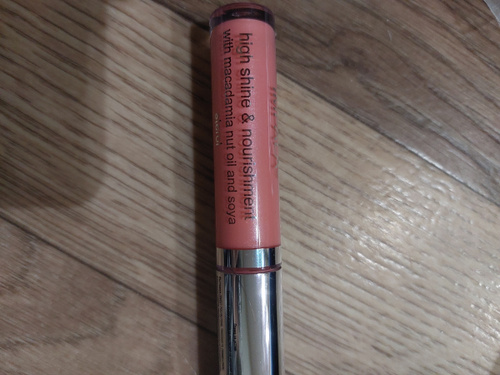 high shine & nourishment
with macadamia nut oil and soya